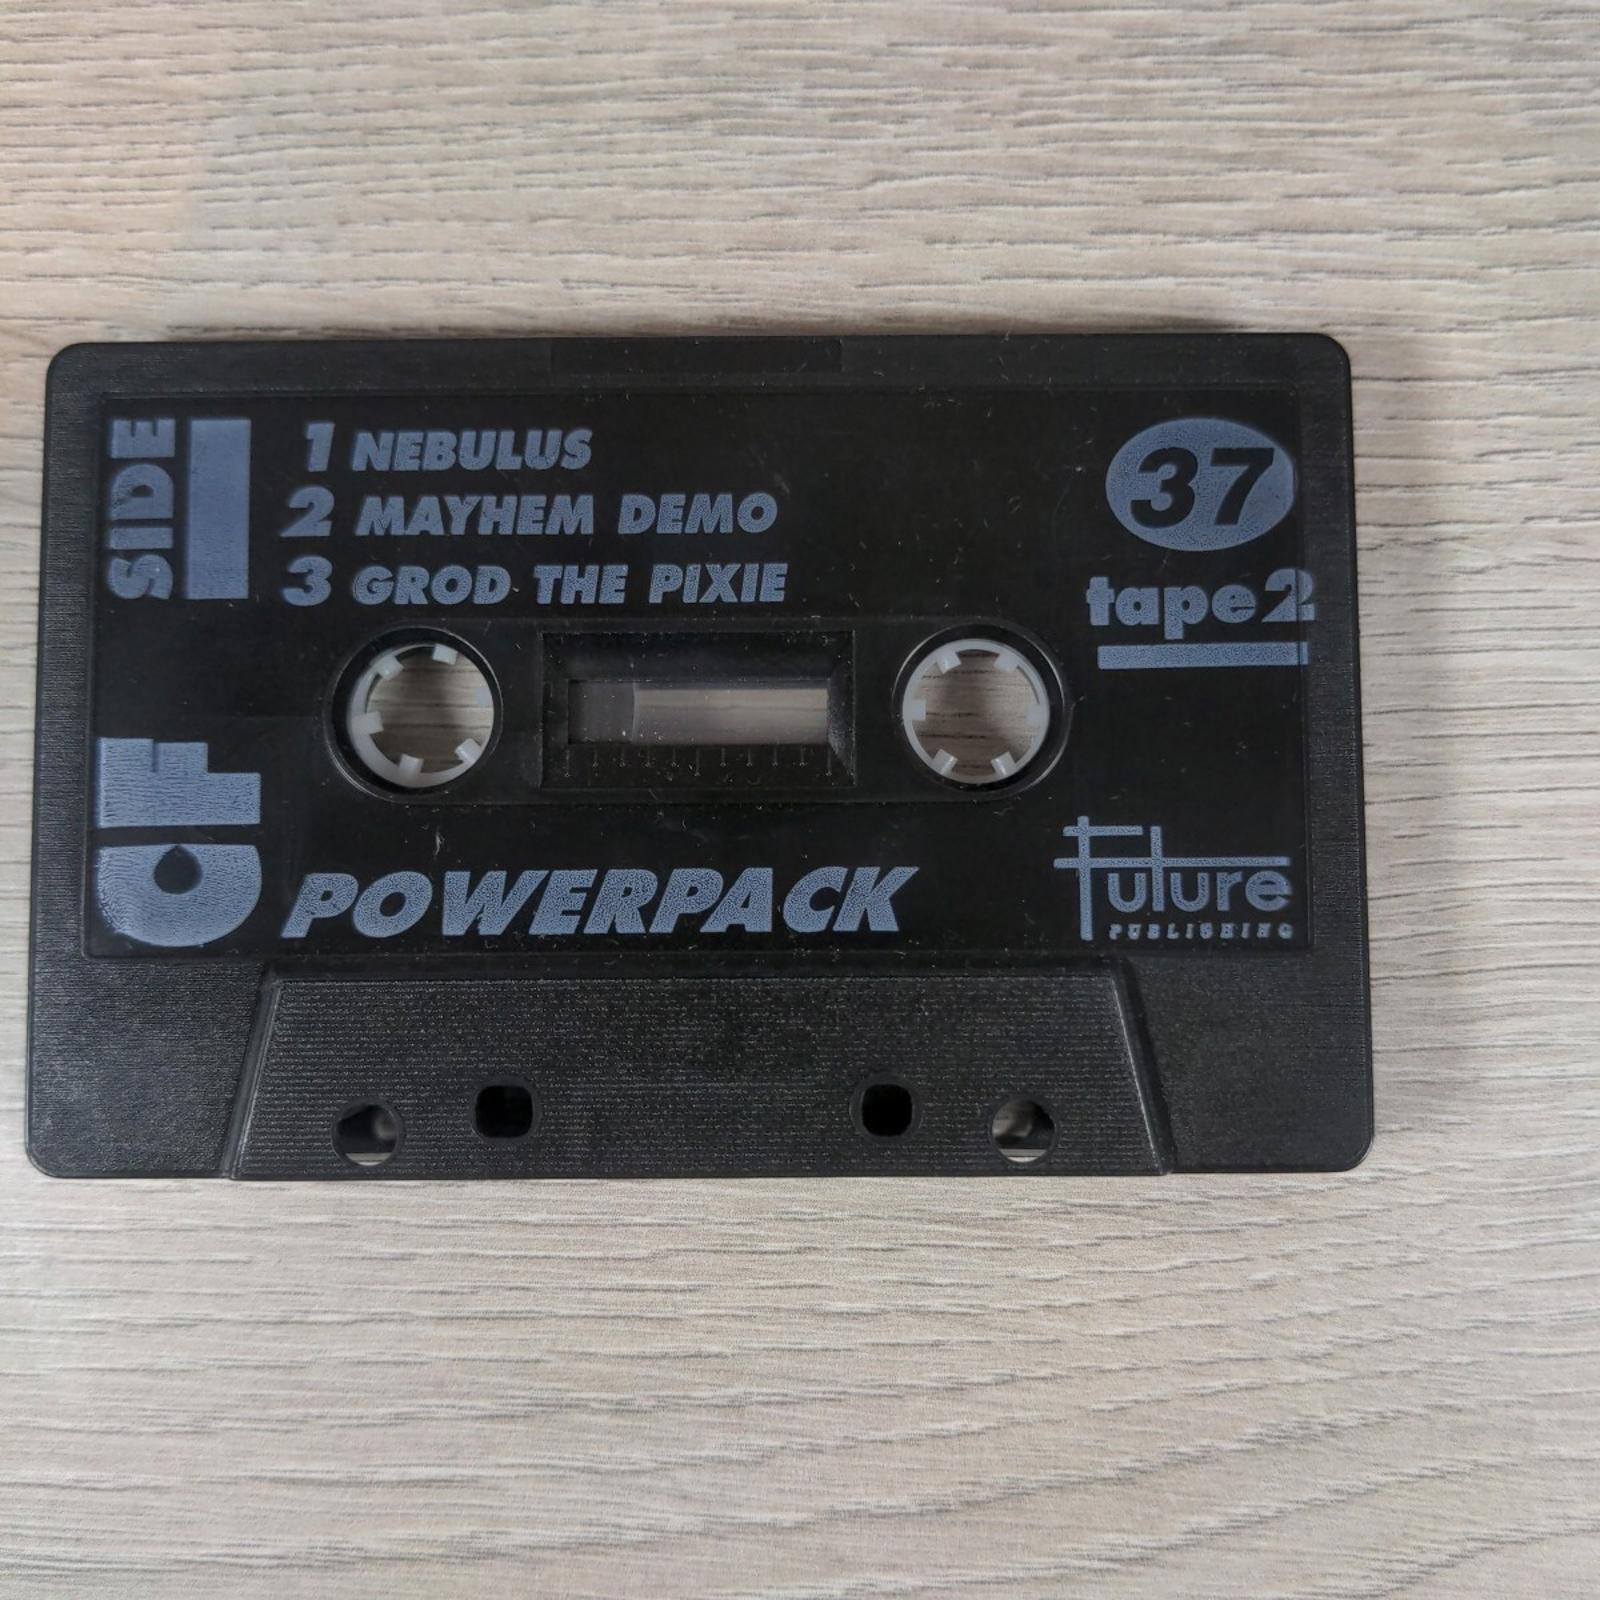 SIDE 1
1 NEBULUS
2 MAYHEM DEMO
3 GROD THE PIXIE
37
tape 2
CF
POWERPACK
Future
PUBLISHING